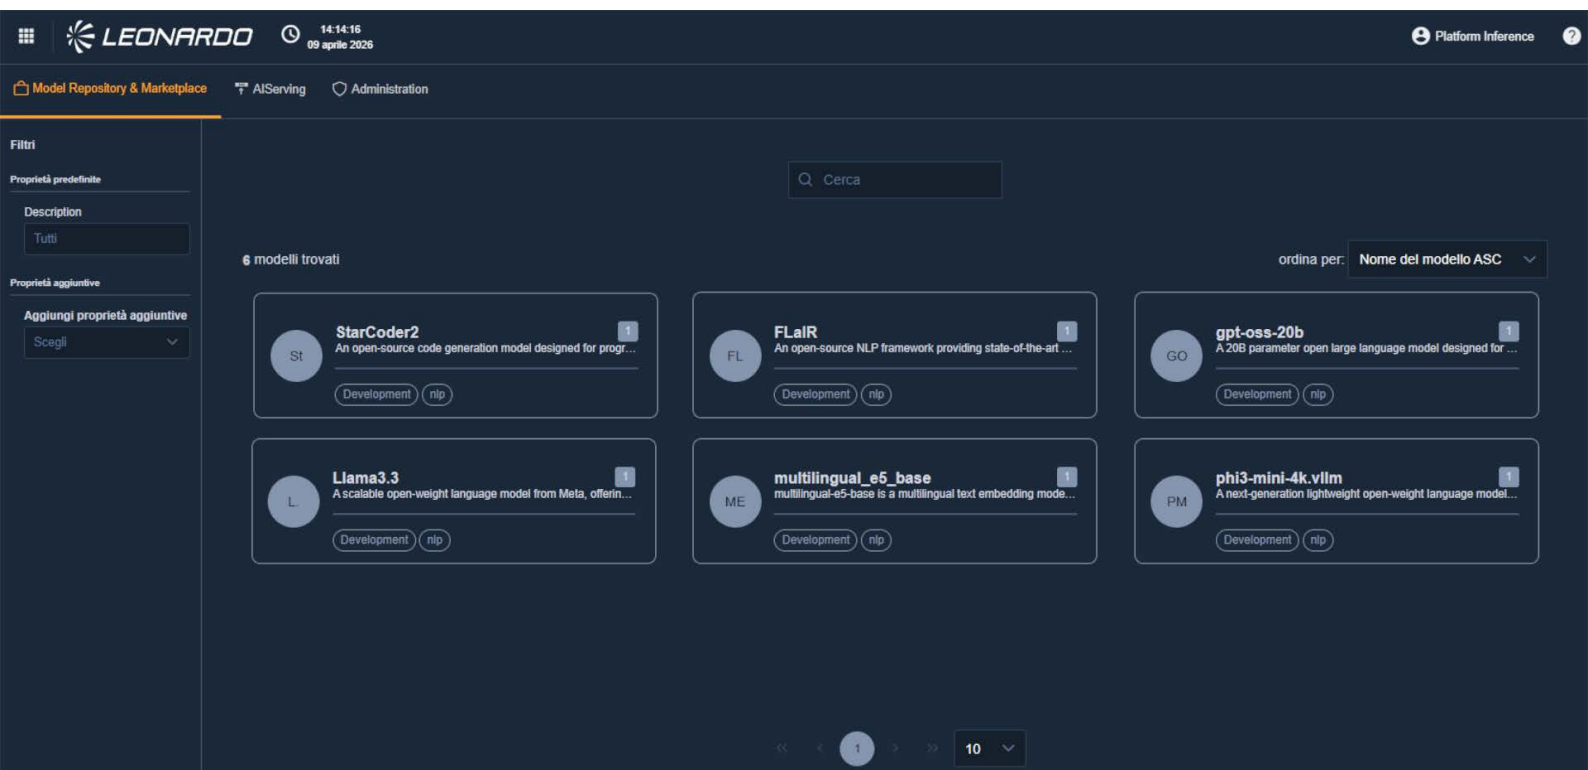 LEONARDO
14:14:16
09 aprile 2026
Platform Inference
?
Model Repository & Marketplace
AIServing
Administration
Filtri
Proprietà predefinite
Description
Tutti
Proprietà aggiuntive
Aggiungi proprietà aggiuntive
Scegli
Cerca
6 modelli trovati
ordina per: Nome del modello ASC
St
StarCoder2
1
An open-source code generation model designed for progr...
Development nlp
FL
FLaIR
1
An open-source NLP framework providing state-of-the-art ...
Development nlp
GO
gpt-oss-20b
1
A 20B parameter open large language model designed for ...
Development nlp
L.
Llama3.3
1
A scalable open-weight language model from Meta, offerin...
Development nlp
ME
multilingual_e5_base
1
multilingual-e5-base is a multilingual text embedding mode...
Development nlp
PM
phi3-mini-4k.vllm
1
A next-generation lightweight open-weight language model...
Development nlp
« ‹ 1 › » 10